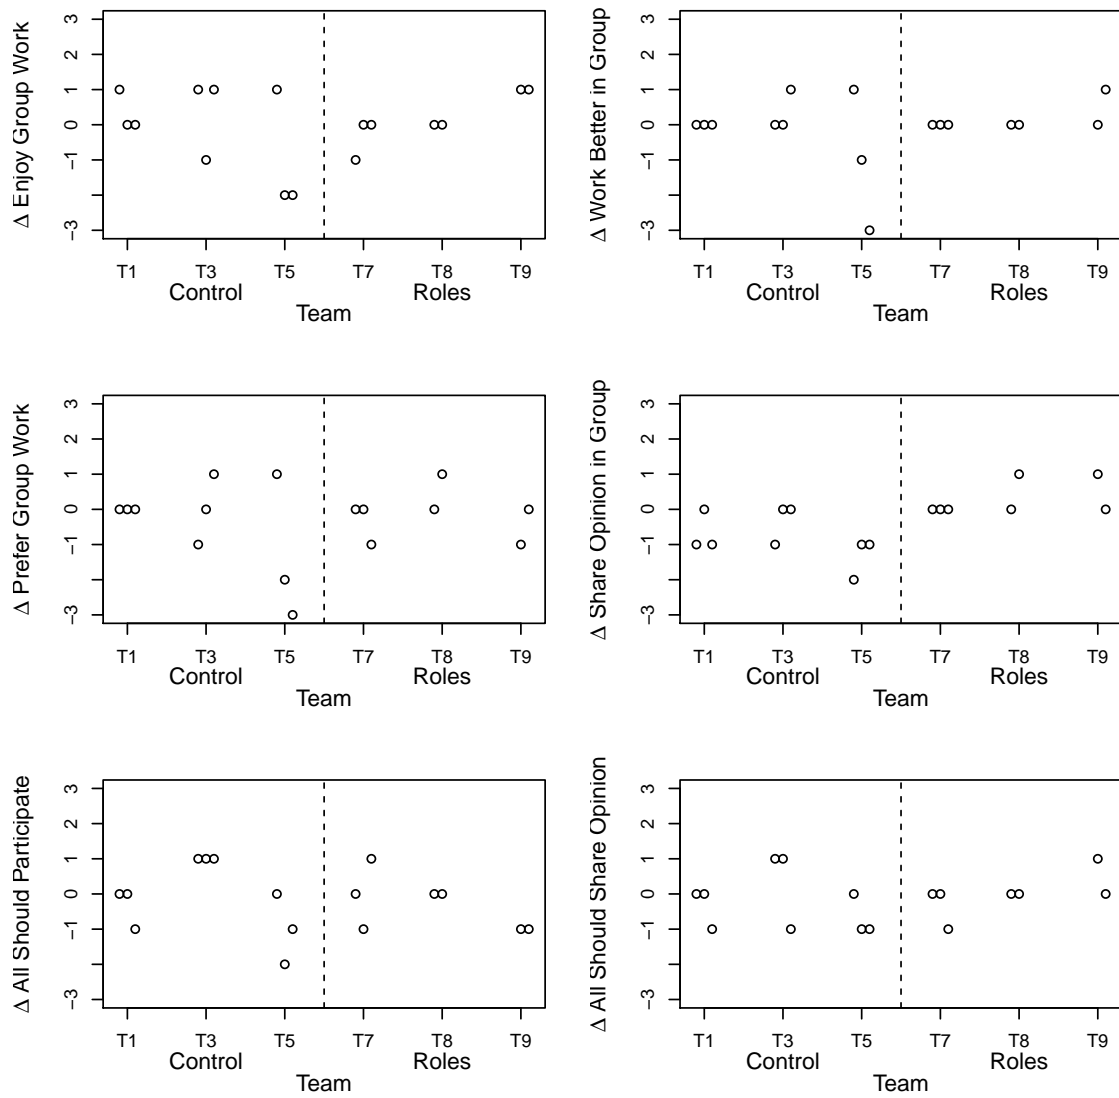 Δ Enjoy Group Work
3
2
1
0
−1
−3
T1 T3 T5 T7 T8 T9
Control Roles
Team
Δ Work Better in Group
3
2
1
0
−1
−3
T1 T3 T5 T7 T8 T9
Control Roles
Team
Δ Prefer Group Work
3
2
1
0
−1
−3
T1 T3 T5 T7 T8 T9
Control Roles
Team
Δ Share Opinion in Group
3
2
1
0
−1
−3
T1 T3 T5 T7 T8 T9
Control Roles
Team
Δ All Should Participate
3
2
1
0
−1
−3
T1 T3 T5 T7 T8 T9
Control Roles
Team
Δ All Should Share Opinion
3
2
1
0
−1
−3
T1 T3 T5 T7 T8 T9
Control Roles
Team